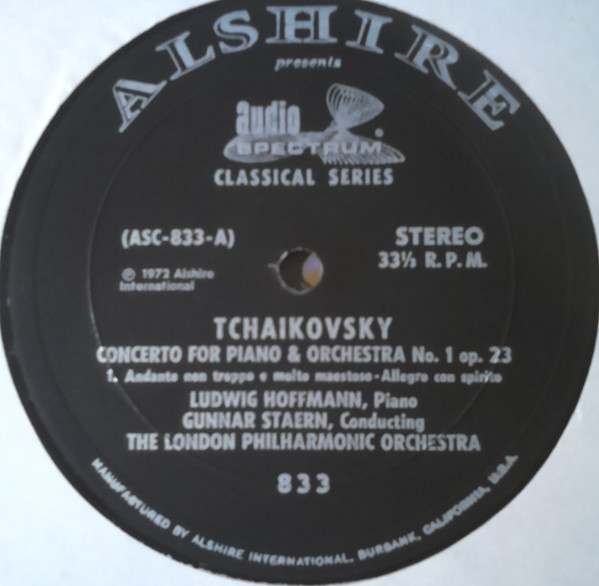 ALSHIRE
presents
audio
SPECTRUM®
CLASSICAL SERIES
(ASC-833-A)
STEREO
33⅓ R.P.M.
℗ 1972 Alshire
International
TCHAIKOVSKY
CONCERTO FOR PIANO & ORCHESTRA No. 1 op. 23
1. Andante non troppo e molto maestoso-Allegro con spirito
LUDWIG HOFFMANN, Piano
GUNNAR STAERN, Conducting
THE LONDON PHILHARMONIC ORCHESTRA
833
MANUFACTURED BY ALSHIRE INTERNATIONAL, BURBANK, CALIFORNIA, U.S.A.